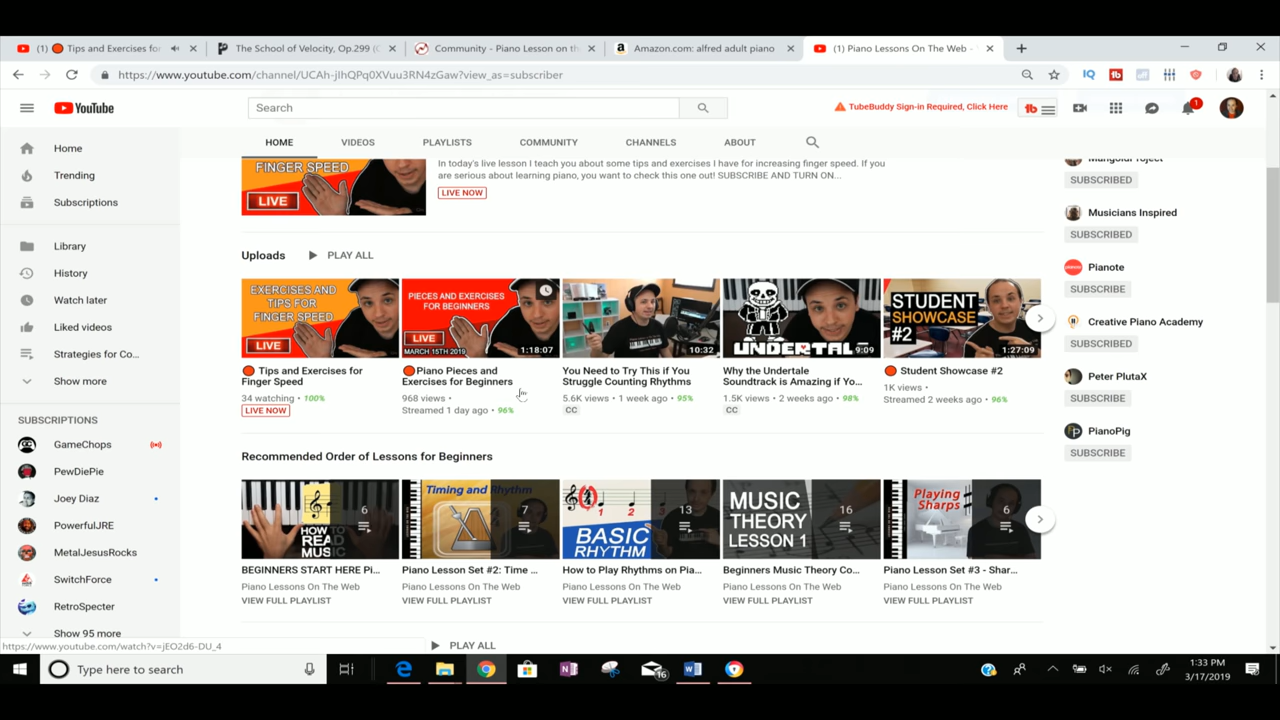 (1) 🔴 Tips and Exercises for
The School of Velocity, Op.299 (
Community - Piano Lesson on th
Amazon.com: alfred adult piano
(1) Piano Lessons On The Web -
https://www.youtube.com/channel/UCAh-jIhQPq0XVuu3RN4zGaw?view_as=subscriber
IQ
tb
YouTube
Search
TubeBuddy Sign-in Required, Click Here
tb
1
HOME
VIDEOS
PLAYLISTS
COMMUNITY
CHANNELS
ABOUT
Home
Trending
Subscriptions
Library
History
Watch later
Liked videos
Strategies for Co...
Show more
SUBSCRIPTIONS
GameChops
PewDiePie
Joey Diaz
PowerfulJRE
MetalJesusRocks
SwitchForce
RetroSpecter
Show 95 more
FINGER SPEED
LIVE
In today's live lesson I teach you about some tips and exercises I have for increasing finger speed. If you
are serious about learning piano, you want to check this one out! SUBSCRIBE AND TURN ON...
LIVE NOW
Uploads
PLAY ALL
EXERCISES AND
TIPS FOR
FINGER SPEED
LIVE
🔴 Tips and Exercises for
Finger Speed
34 watching • 100%
LIVE NOW
PIECES AND EXERCISES
FOR BEGINNERS
LIVE
MARCH 15TH 2019
1:18:07
🔴Piano Pieces and
Exercises for Beginners
968 views •
Streamed 1 day ago • 96%
10:32
You Need to Try This if You
Struggle Counting Rhythms
5.6K views • 1 week ago • 95%
CC
UNDERTAL
9:09
Why the Undertale
Soundtrack is Amazing if Yo...
1.5K views • 2 weeks ago • 98%
CC
STUDENT
SHOWCASE
#2
1:27:09
🔴 Student Showcase #2
1K views •
Streamed 2 weeks ago • 96%
Recommended Order of Lessons for Beginners
HOW TO
READ
MUSIC
6
BEGINNERS START HERE Pi...
Piano Lessons On The Web
VIEW FULL PLAYLIST
Timing and Rhythm
7
Piano Lesson Set #2: Time ...
Piano Lessons On The Web
VIEW FULL PLAYLIST
1 2 3
BASIC
RHYTHM
13
How to Play Rhythms on Pia...
Piano Lessons On The Web
VIEW FULL PLAYLIST
MUSIC
THEORY
LESSON 1
16
Beginners Music Theory Co...
Piano Lessons On The Web
VIEW FULL PLAYLIST
Playing
Sharps
6
Piano Lesson Set #3 - Shar...
Piano Lessons On The Web
VIEW FULL PLAYLIST
PLAY ALL
SUBSCRIBED
Musicians Inspired
SUBSCRIBED
Pianote
SUBSCRIBE
Creative Piano Academy
SUBSCRIBE
Peter PlutaX
SUBSCRIBE
PianoPig
SUBSCRIBE
https://www.youtube.com/watch?v=jEO2d6-DU_4
Type here to search
16
1:33 PM
3/17/2019